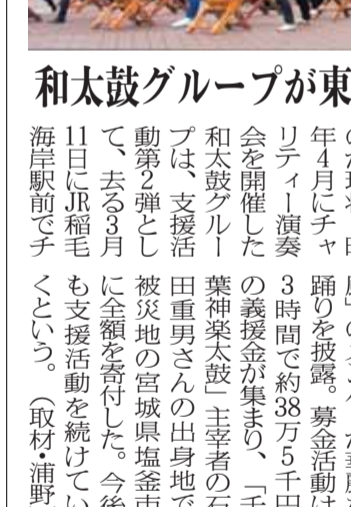 和太鼓グループが東
年4月にチャ
リティー演奏
会を開催した
和太鼓グルー
プは、支援活
動第2弾とし
て、去る3月
11日にJR稲毛
海岸駅前でチ
踊りを披露。募金活動は
3時間で約38万5千円
の義援金が集まり、「千
葉神楽太鼓」主宰者の石
田重男さんの出身地で
被災地の宮城県塩釜市
に全額を寄付した。今後
も支援活動を続けてい
くという。（取材・浦野